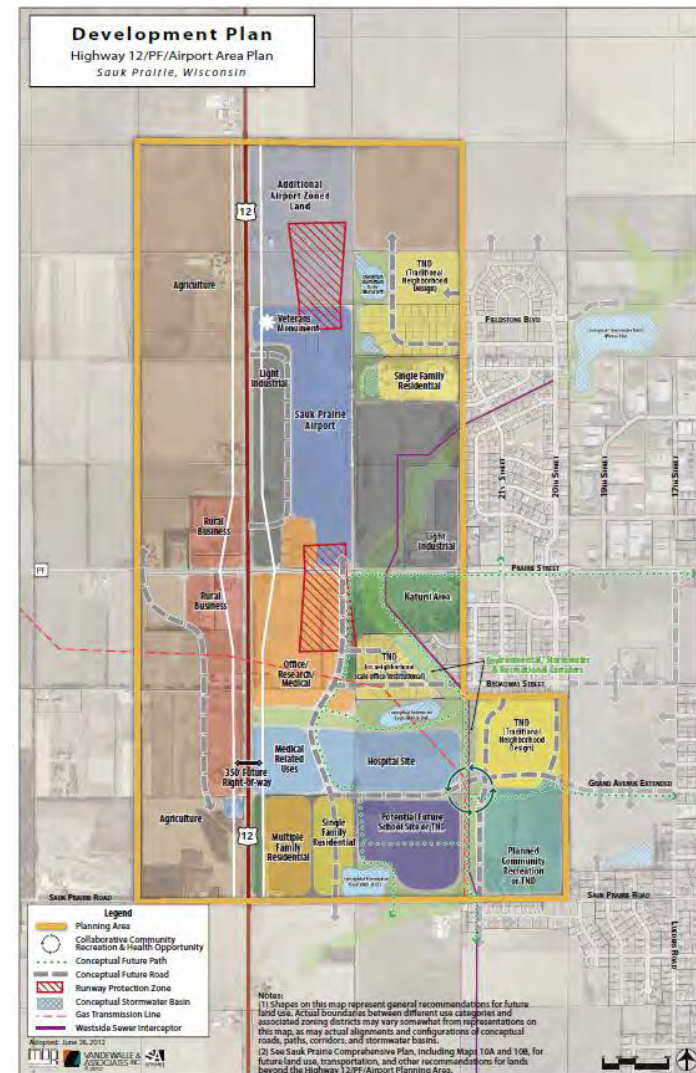 Development Plan
Highway 12/PF/Airport Area Plan
Sauk Prairie, Wisconsin
Additional
Airport Zoned
Land
12
Agriculture
TND
(Traditional
Neighborhood
Design)
Veterans
Monument
FIELDSTONE BLVD
Light
Industrial
Single Family
Residential
Sauk Prairie
Airport
21ST STREET
20TH STREET
19TH STREET
17TH STREET
Rural
Business
Light
Industrial
PRAIRIE STREET
PF
Rural
Business
Natural Area
Office/
Research/
Medical
TND
(w neighborhood
scale office/institutional)
Environmental, Stormwater
& Recreational Corridors
BROADWAY STREET
TND
(Traditional
Neighborhood
Design)
Medical
Related
Uses
Hospital Site
350' Future
Right-of-way
GRAND AVENUE EXTENDED
Agriculture
12
Multiple
Family
Residential
Single
Family
Residential
Potential Future
School Site or TND
Planned
Community
Recreation
or TND
SAUK PRAIRIE ROAD
SAUK PRAIRIE ROAD
LUEDERS ROAD
Legend
Planning Area
Collaborative Community
Recreation & Health Opportunity
Conceptual Future Path
Conceptual Future Road
Runway Protection Zone
Conceptual Stormwater Basin
Gas Transmission Line
Westside Sewer Interceptor
Adopted: June 26, 2012
VANDEWALLE &
ASSOCIATES INC.
Notes:
(1) Shapes on this map represent general recommendations for future
land use. Actual boundaries between different use categories and
associated zoning districts may vary somewhat from representations on
this map, as may actual alignments and configurations of conceptual
roads, paths, corridors, and stormwater basins.
(2) See Sauk Prairie Comprehensive Plan, including Maps 10A and 10B, for
future land use, transportation, and other recommendations for lands
beyond the Highway 12/PF/Airport Planning Area.